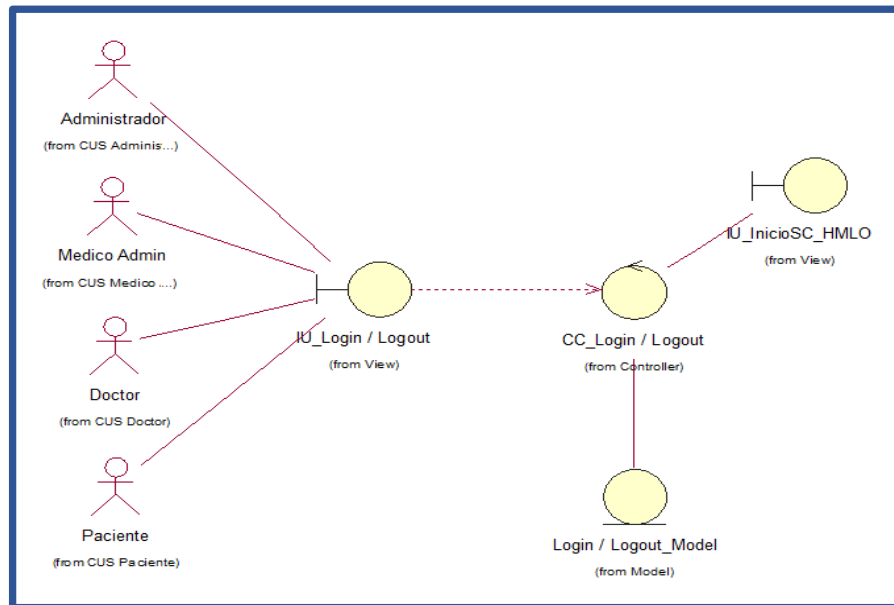 Administrador
(from CUS Adminis...)
Medico Admin
(from CUS Medico ....)
Doctor
(from CUS Doctor)
Paciente
(from CUS Paciente)
IU_Login / Logout
(from View)
CC_Login / Logout
(from Controller)
IU_InicioSC_HMLO
(from View)
Login / Logout_Model
(from Model)